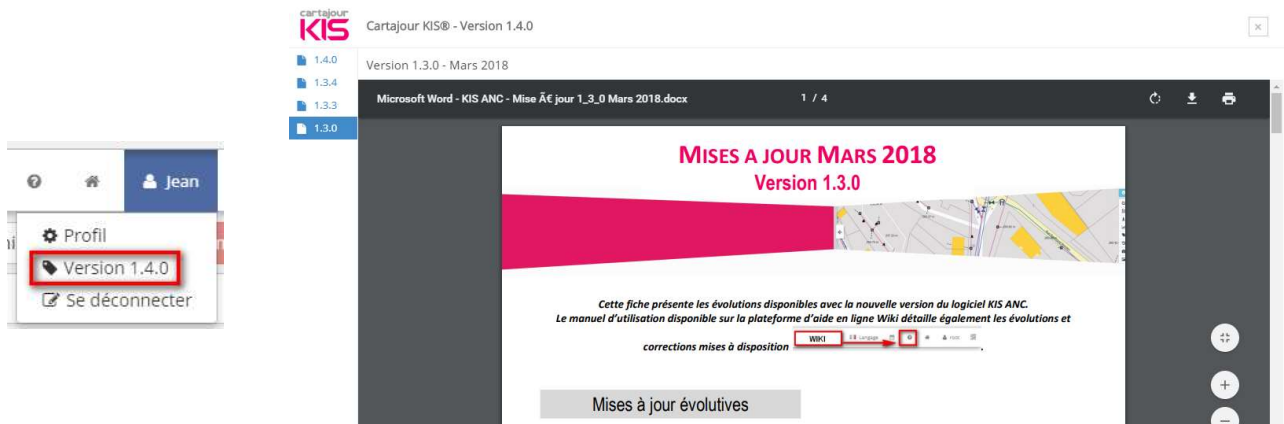 Jean
Profil
Version 1.4.0
Se déconnecter
cartajour
KIS
Cartajour KIS® - Version 1.4.0
1.4.0
1.3.4
1.3.3
1.3.0
Version 1.3.0 - Mars 2018
Microsoft Word - KIS ANC - Mise Ã€ jour 1_3_0 Mars 2018.docx
1 / 4
MISES A JOUR MARS 2018
Version 1.3.0
Cette fiche présente les évolutions disponibles avec la nouvelle version du logiciel KIS ANC.
Le manuel d’utilisation disponible sur la plateforme d’aide en ligne Wiki détaille également les évolutions et
corrections mises à disposition WIKI Langage root .
Mises à jour évolutives